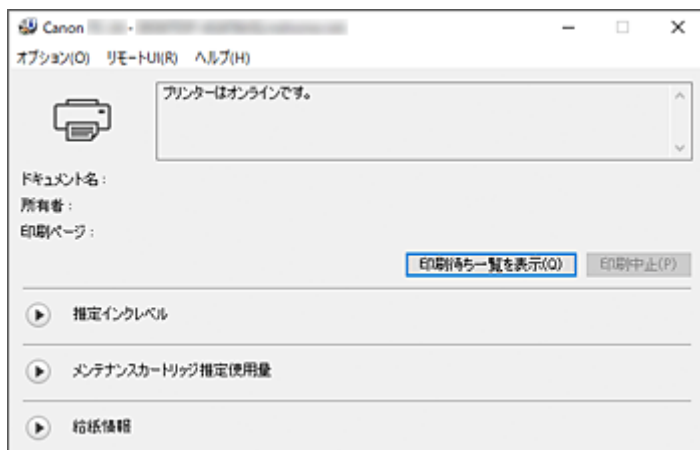 Canon
オプション(O) リモートUI(R) ヘルプ(H)
プリンターはオンラインです。
ドキュメント名 :
所有者 :
印刷ページ :
印刷待ち一覧を表示(Q) 印刷中止(P)
推定インクレベル
メンテナンスカートリッジ推定使用量
給紙情報